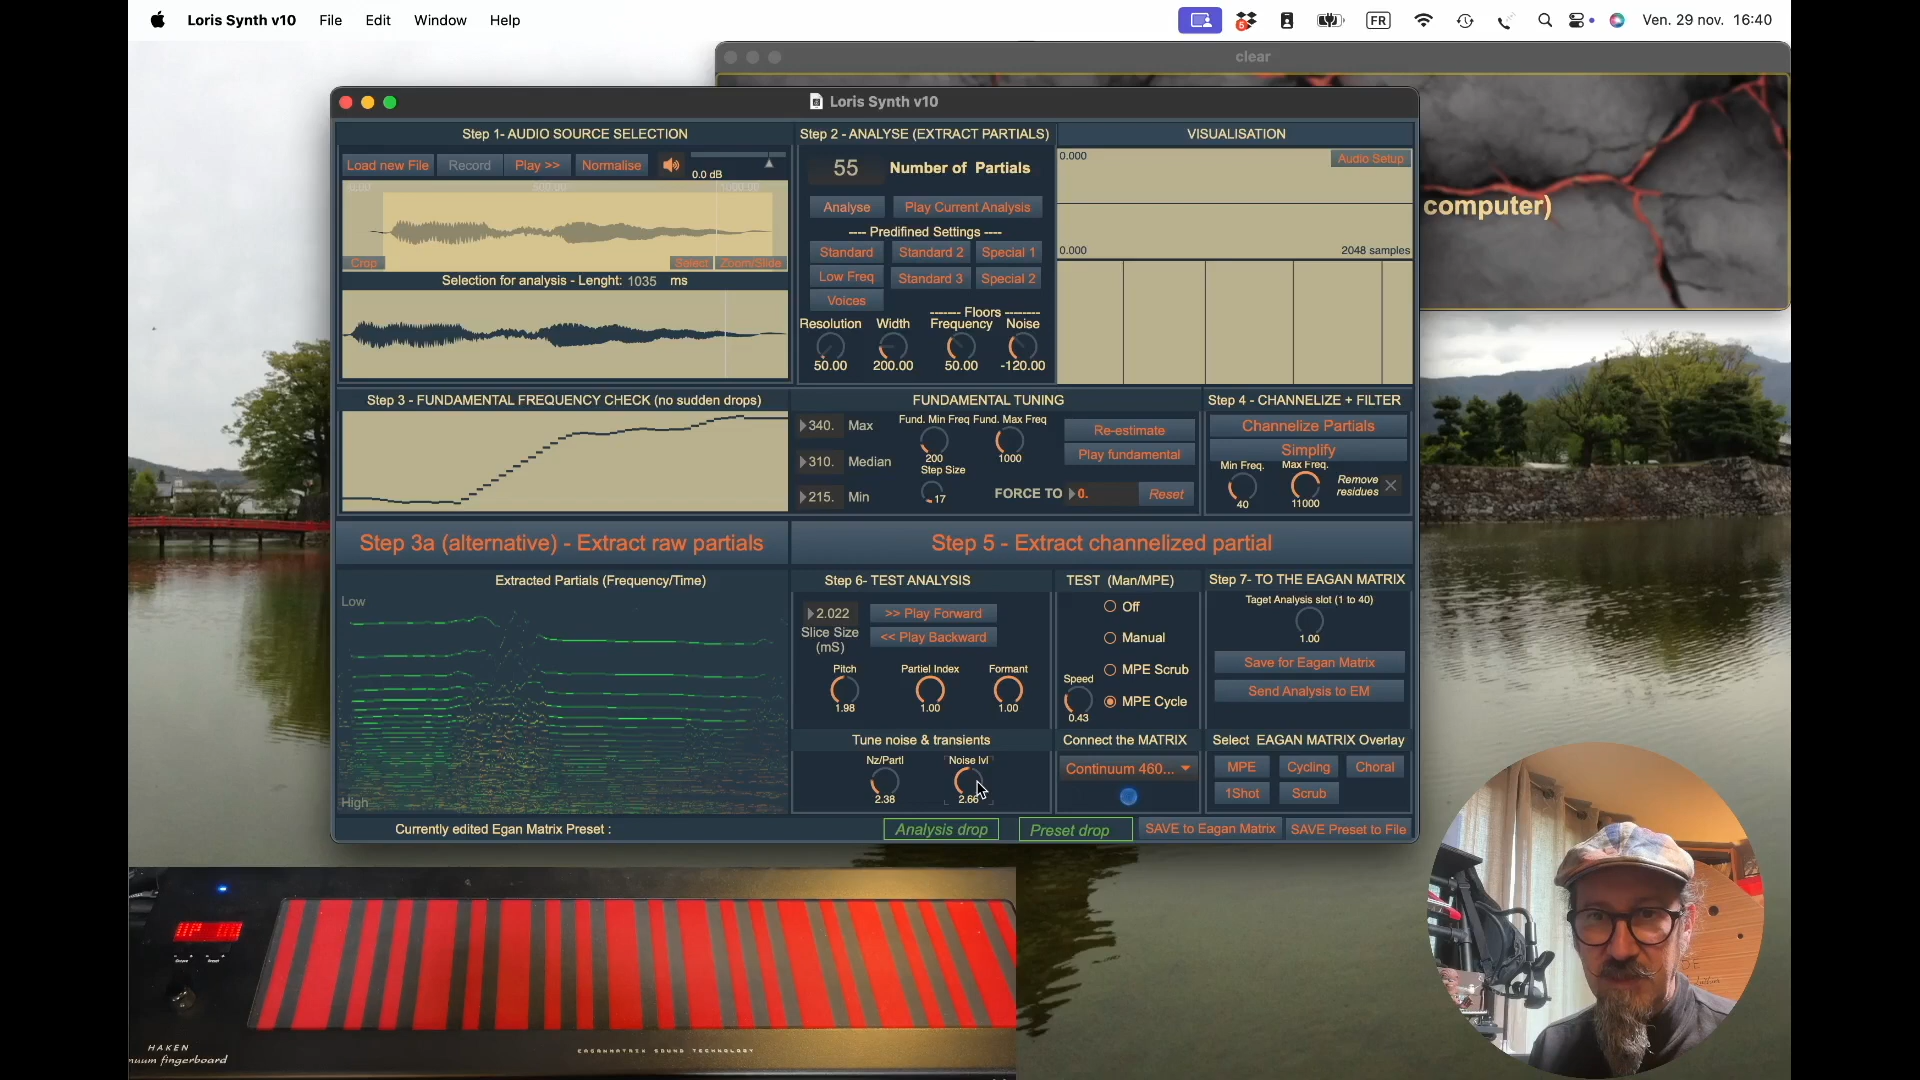 Loris Synth v10 File Edit Window Help
5 FR Ven. 29 nov. 16:40
clear
computer)
Loris Synth v10
Step 1- AUDIO SOURCE SELECTION
Load new File Record Play >> Normalise 0.0 dB
0.00 500.00 1000.00
Crop Select Zoom/Slide
Selection for analysis - Lenght: 1035 ms
Step 2 - ANALYSE (EXTRACT PARTIALS)
55 Number of Partials
Analyse Play Current Analysis
---- Predifined Settings ----
Standard Standard 2 Special 1
Low Freq Standard 3 Special 2
Voices
------- Floors --------
Resolution Width Frequency Noise
50.00 200.00 50.00 -120.00
VISUALISATION
0.000 Audio Setup
0.000 2048 samples
Step 3 - FUNDAMENTAL FREQUENCY CHECK (no sudden drops)
FUNDAMENTAL TUNING
340. Max Fund. Min Freq Fund. Max Freq Re-estimate
200 1000 Play fundamental
310. Median
Step Size
215. Min 17 FORCE TO 0. Reset
Step 4 - CHANNELIZE + FILTER
Channelize Partials
Simplify
Min Freq. Max Freq. Remove residues
40 11000
Step 3a (alternative) - Extract raw partials
Step 5 - Extract channelized partial
Extracted Partials (Frequency/Time)
Low
High
Step 6- TEST ANALYSIS
2.022 >> Play Forward
Slice Size (mS) << Play Backward
Pitch Partiel Index Formant
1.98 1.00 1.00
Tune noise & transients
Nz/Partl Noise lvl
2.38 2.66
TEST (Man/MPE)
Off
Manual
MPE Scrub
Speed
MPE Cycle
0.43
Connect the MATRIX
Continuum 460...
Step 7- TO THE EAGAN MATRIX
Taget Analysis slot (1 to 40)
1.00
Save for Eagan Matrix
Send Analysis to EM
Select EAGAN MATRIX Overlay
MPE Cycling Choral
1Shot Scrub
Currently edited Egan Matrix Preset : Analysis drop Preset drop SAVE to Eagan Matrix SAVE Preset to File
HAKEN
nuum fingerboard
EAGANMATRIX SOUND TECHNOLOGY